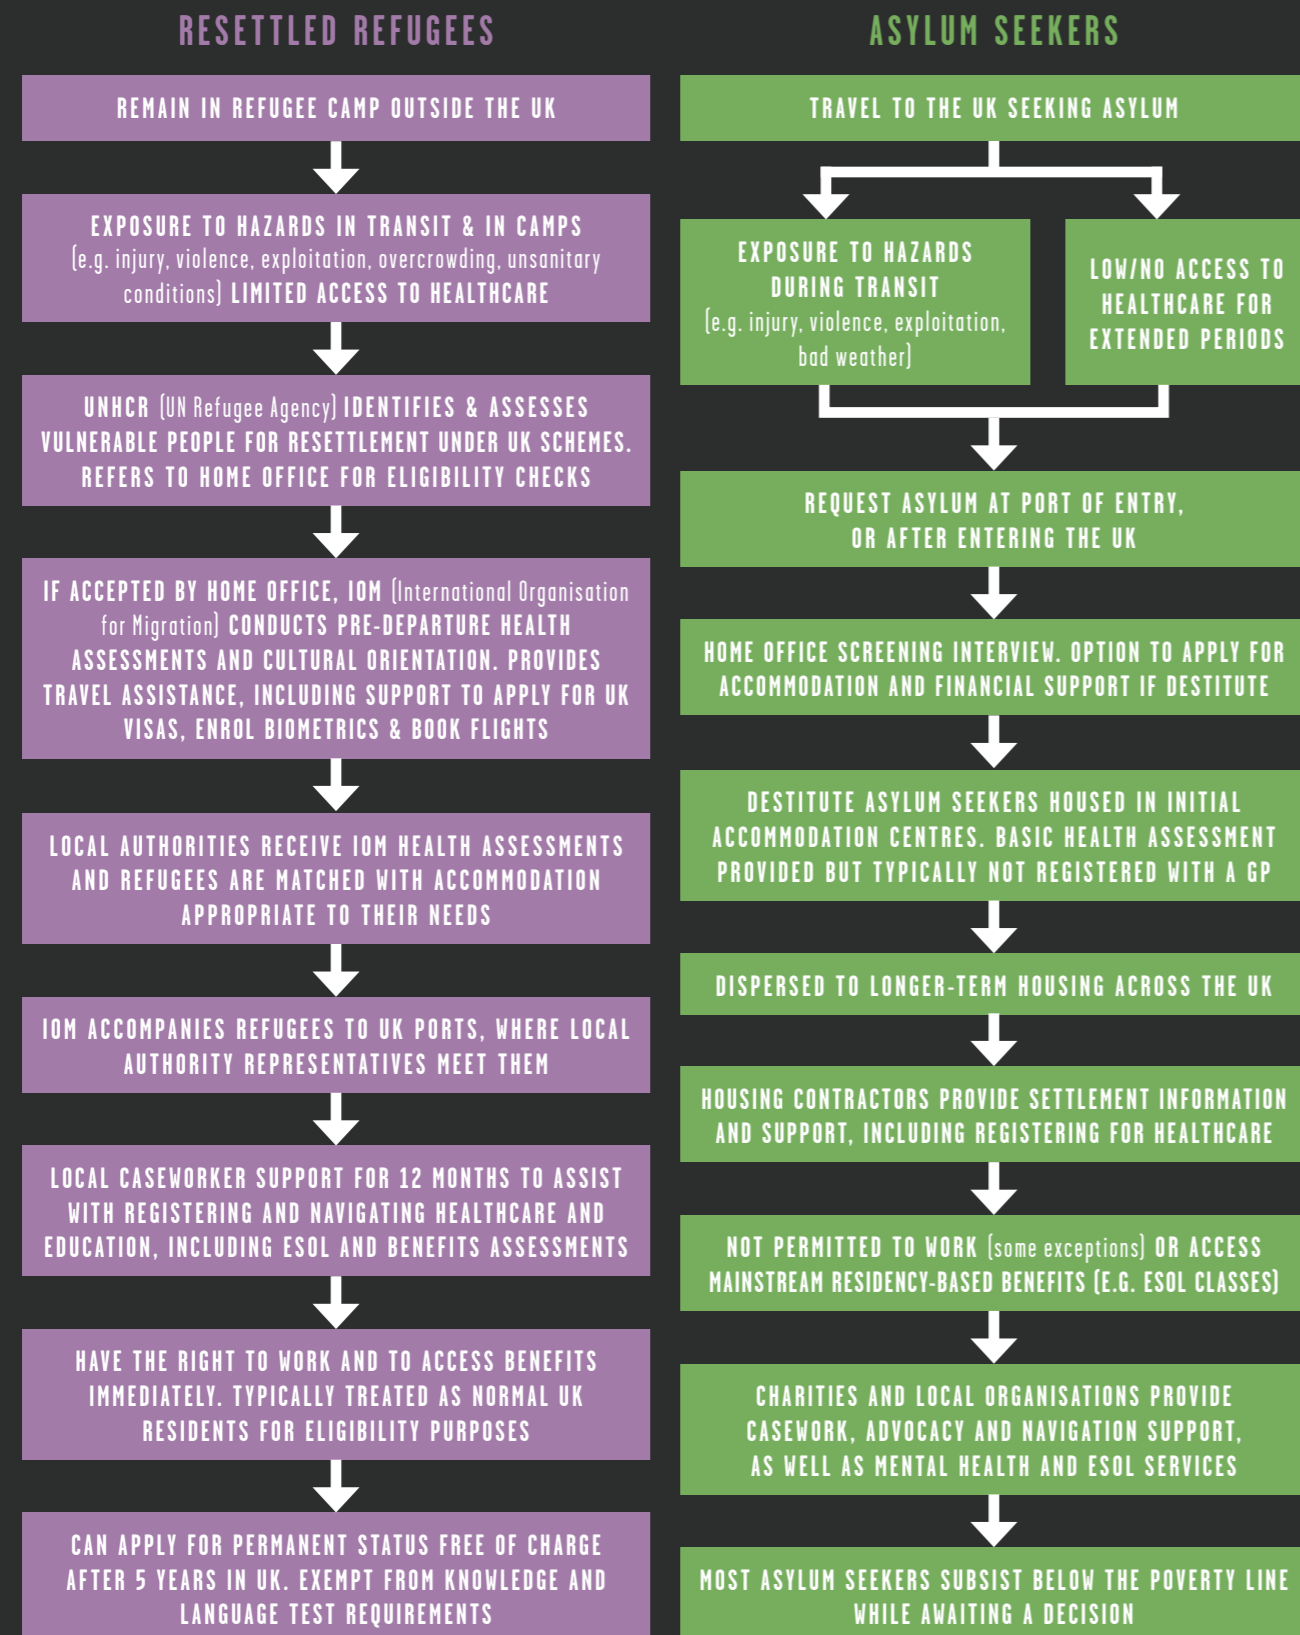 RESETTLED REFUGEES
REMAIN IN REFUGEE CAMP OUTSIDE THE UK
EXPOSURE TO HAZARDS IN TRANSIT & IN CAMPS
(e.g. injury, violence, exploitation, overcrowding, unsanitary
conditions) LIMITED ACCESS TO HEALTHCARE
UNHCR (UN Refugee Agency) IDENTIFIES & ASSESSES
VULNERABLE PEOPLE FOR RESETTLEMENT UNDER UK SCHEMES.
REFERS TO HOME OFFICE FOR ELIGIBILITY CHECKS
IF ACCEPTED BY HOME OFFICE, IOM (International Organisation
for Migration) CONDUCTS PRE-DEPARTURE HEALTH
ASSESSMENTS AND CULTURAL ORIENTATION. PROVIDES
TRAVEL ASSISTANCE, INCLUDING SUPPORT TO APPLY FOR UK
VISAS, ENROL BIOMETRICS & BOOK FLIGHTS
LOCAL AUTHORITIES RECEIVE IOM HEALTH ASSESSMENTS
AND REFUGEES ARE MATCHED WITH ACCOMMODATION
APPROPRIATE TO THEIR NEEDS
IOM ACCOMPANIES REFUGEES TO UK PORTS, WHERE LOCAL
AUTHORITY REPRESENTATIVES MEET THEM
LOCAL CASEWORKER SUPPORT FOR 12 MONTHS TO ASSIST
WITH REGISTERING AND NAVIGATING HEALTHCARE AND
EDUCATION, INCLUDING ESOL AND BENEFITS ASSESSMENTS
HAVE THE RIGHT TO WORK AND TO ACCESS BENEFITS
IMMEDIATELY. TYPICALLY TREATED AS NORMAL UK
RESIDENTS FOR ELIGIBILITY PURPOSES
CAN APPLY FOR PERMANENT STATUS FREE OF CHARGE
AFTER 5 YEARS IN UK. EXEMPT FROM KNOWLEDGE AND
LANGUAGE TEST REQUIREMENTS
ASYLUM SEEKERS
TRAVEL TO THE UK SEEKING ASYLUM
EXPOSURE TO HAZARDS
DURING TRANSIT
(e.g. injury, violence, exploitation,
bad weather)
LOW/NO ACCESS TO
HEALTHCARE FOR
EXTENDED PERIODS
REQUEST ASYLUM AT PORT OF ENTRY,
OR AFTER ENTERING THE UK
HOME OFFICE SCREENING INTERVIEW. OPTION TO APPLY FOR
ACCOMMODATION AND FINANCIAL SUPPORT IF DESTITUTE
DESTITUTE ASYLUM SEEKERS HOUSED IN INITIAL
ACCOMMODATION CENTRES. BASIC HEALTH ASSESSMENT
PROVIDED BUT TYPICALLY NOT REGISTERED WITH A GP
DISPERSED TO LONGER-TERM HOUSING ACROSS THE UK
HOUSING CONTRACTORS PROVIDE SETTLEMENT INFORMATION
AND SUPPORT, INCLUDING REGISTERING FOR HEALTHCARE
NOT PERMITTED TO WORK (some exceptions) OR ACCESS
MAINSTREAM RESIDENCY-BASED BENEFITS (E.G. ESOL CLASSES)
CHARITIES AND LOCAL ORGANISATIONS PROVIDE
CASEWORK, ADVOCACY AND NAVIGATION SUPPORT,
AS WELL AS MENTAL HEALTH AND ESOL SERVICES
MOST ASYLUM SEEKERS SUBSIST BELOW THE POVERTY LINE
WHILE AWAITING A DECISION